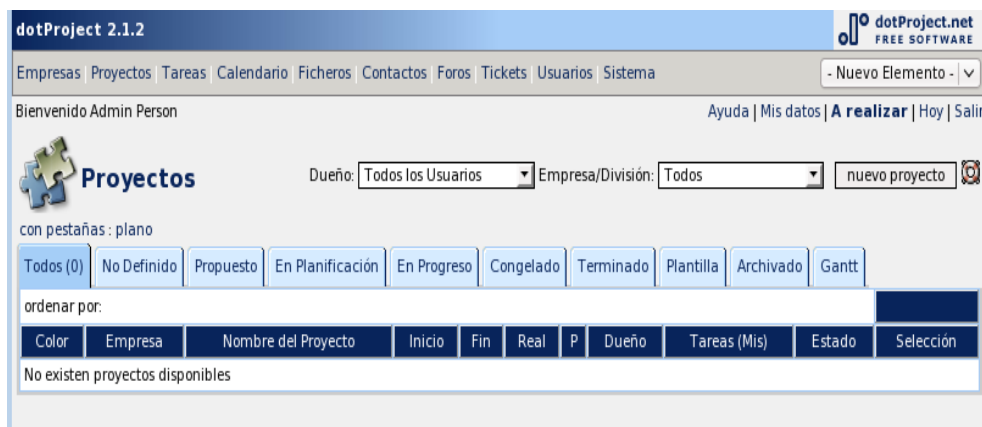 dotProject 2.1.2
dotProject.net
FREE SOFTWARE
Empresas | Proyectos | Tareas | Calendario | Ficheros | Contactos | Foros | Tickets | Usuarios | Sistema
- Nuevo Elemento -
Bienvenido Admin Person
Ayuda | Mis datos | A realizar | Hoy | Salir
Proyectos
Dueño: Todos los Usuarios Empresa/División: Todos nuevo proyecto
con pestañas : plano
Todos (0) No Definido Propuesto En Planificación En Progreso Congelado Terminado Plantilla Archivado Gantt
ordenar por:
Color Empresa Nombre del Proyecto Inicio Fin Real P Dueño Tareas (Mis) Estado Selección
No existen proyectos disponibles